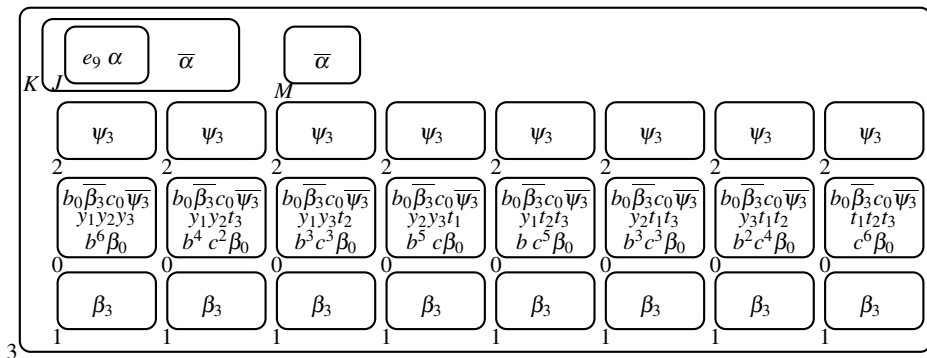 e₉ α α̅ α̅
K J M
ψ₃ ψ₃ ψ₃ ψ₃ ψ₃ ψ₃ ψ₃ ψ₃
2 2 2 2 2 2 2 2
b₀β̅₃c₀ψ̅₃ b₀β̅₃c₀ψ̅₃ b₀β̅₃c₀ψ̅₃ b₀β̅₃c₀ψ̅₃ b₀β̅₃c₀ψ̅₃ b₀β̅₃c₀ψ̅₃ b₀β̅₃c₀ψ̅₃ b₀β̅₃c₀ψ̅₃
y₁y₂y₃ y₁y₂t₃ y₁y₃t₂ y₂y₃t₁ y₁t₂t₃ y₂t₁t₃ y₃t₁t₂ t₁t₂t₃
b⁶β₀ b⁴ c²β₀ b³c³β₀ b⁵ cβ₀ b c⁵β₀ b³c³β₀ b²c⁴β₀ c⁶β₀
0 0 0 0 0 0 0 0
β₃ β₃ β₃ β₃ β₃ β₃ β₃ β₃
1 1 1 1 1 1 1 1
3